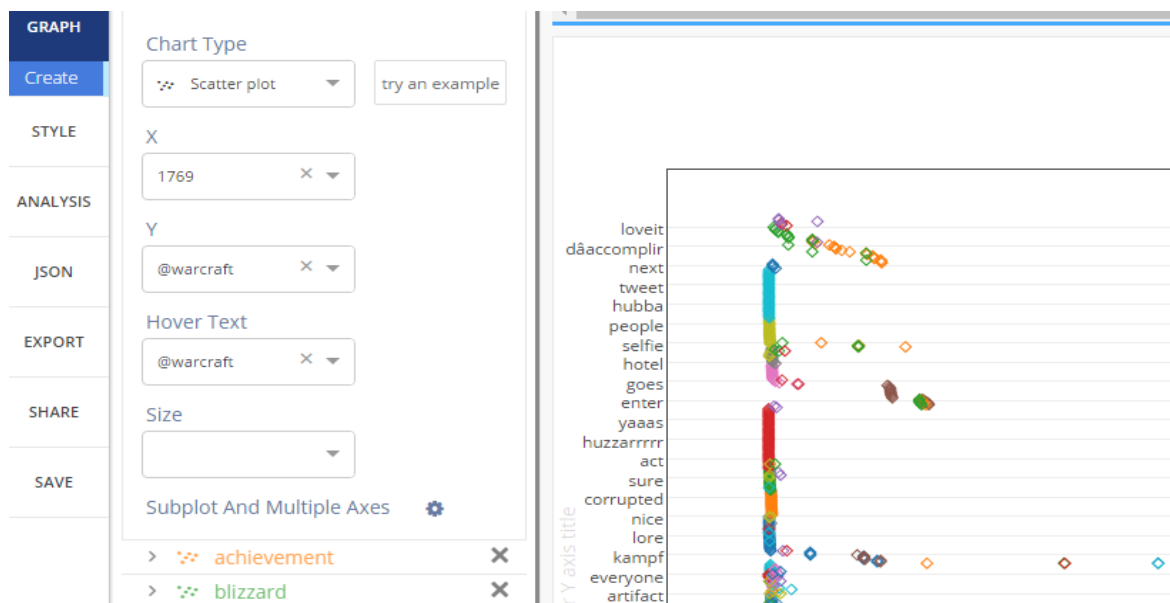 GRAPH
Create
STYLE
ANALYSIS
JSON
EXPORT
SHARE
SAVE
Chart Type
Scatter plot
try an example
X
1769
Y
@warcraft
Hover Text
@warcraft
Size
Subplot And Multiple Axes
achievement
blizzard
loveit
dâaccomplir
next
tweet
hubba
people
selfie
hotel
goes
enter
yaaas
huzzarrrrr
act
sure
corrupted
nice
lore
kampf
everyone
artifact
r Y axis title